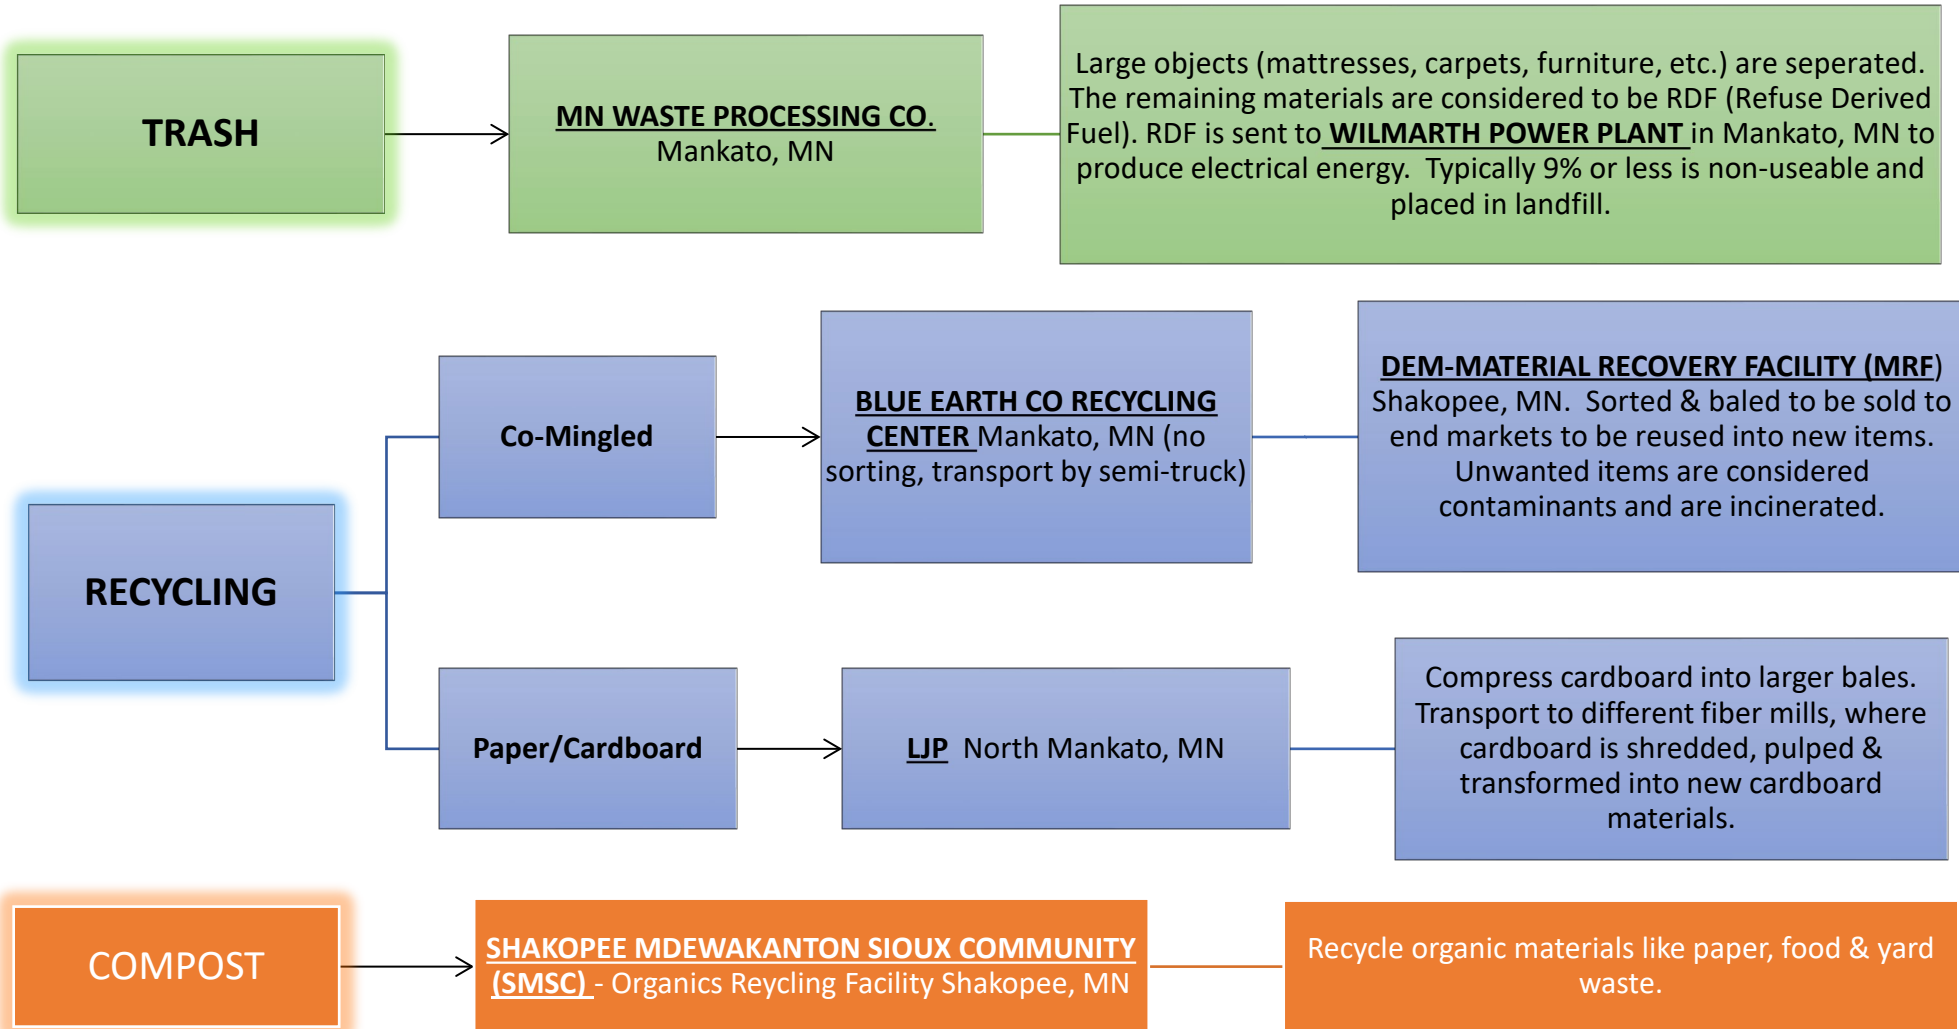 TRASH
MN WASTE PROCESSING CO.
Mankato, MN
Large objects (mattresses, carpets, furniture, etc.) are seperated.
The remaining materials are considered to be RDF (Refuse Derived
Fuel). RDF is sent to WILMARTH POWER PLANT in Mankato, MN to
produce electrical energy.  Typically 9% or less is non-useable and
placed in landfill.
RECYCLING
Co-Mingled
BLUE EARTH CO RECYCLING
CENTER Mankato, MN (no
sorting, transport by semi-truck)
DEM-MATERIAL RECOVERY FACILITY (MRF)
Shakopee, MN.  Sorted & baled to be sold to
end markets to be reused into new items.
Unwanted items are considered
contaminants and are incinerated.
Paper/Cardboard
LJP  North Mankato, MN
Compress cardboard into larger bales.
Transport to different fiber mills, where
cardboard is shredded, pulped &
transformed into new cardboard
materials.
COMPOST
SHAKOPEE MDEWAKANTON SIOUX COMMUNITY
(SMSC) - Organics Reycling Facility Shakopee, MN
Recycle organic materials like paper, food & yard
waste.